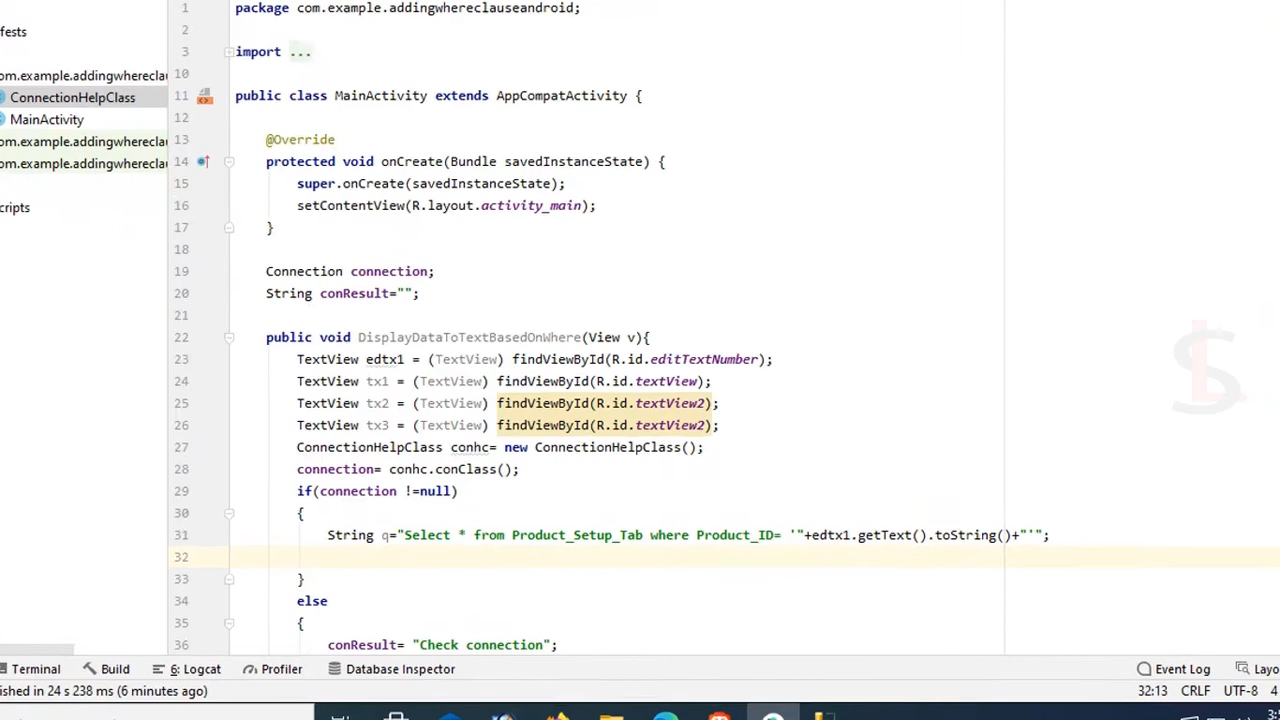 1 package com.example.addingwhereclauseandroid;
fests
2
3 import ...
om.example.addingwherecla
10
ConnectionHelpClass
11 public class MainActivity extends AppCompatActivity {
MainActivity
12
om.example.addingwherecla
13 @Override
om.example.addingwherecla
14 protected void onCreate(Bundle savedInstanceState) {
15 super.onCreate(savedInstanceState);
cripts
16 setContentView(R.layout.activity_main);
17 }
18
19 Connection connection;
20 String conResult="";
21
22 public void DisplayDataToTextBasedOnWhere(View v){
23 TextView edtx1 = (TextView) findViewById(R.id.editTextNumber);
24 TextView tx1 = (TextView) findViewById(R.id.textView);
25 TextView tx2 = (TextView) findViewById(R.id.textView2);
26 TextView tx3 = (TextView) findViewById(R.id.textView2);
27 ConnectionHelpClass conhc= new ConnectionHelpClass();
28 connection= conhc.conClass();
29 if(connection !=null)
30 {
31 String q="Select * from Product_Setup_Tab where Product_ID= '"+edtx1.getText().toString()+"'";
32
33 }
34 else
35 {
36 conResult= "Check connection";
Terminal Build 6: Logcat Profiler Database Inspector Event Log Layo
ished in 24 s 238 ms (6 minutes ago) 32:13 CRLF UTF-8 4